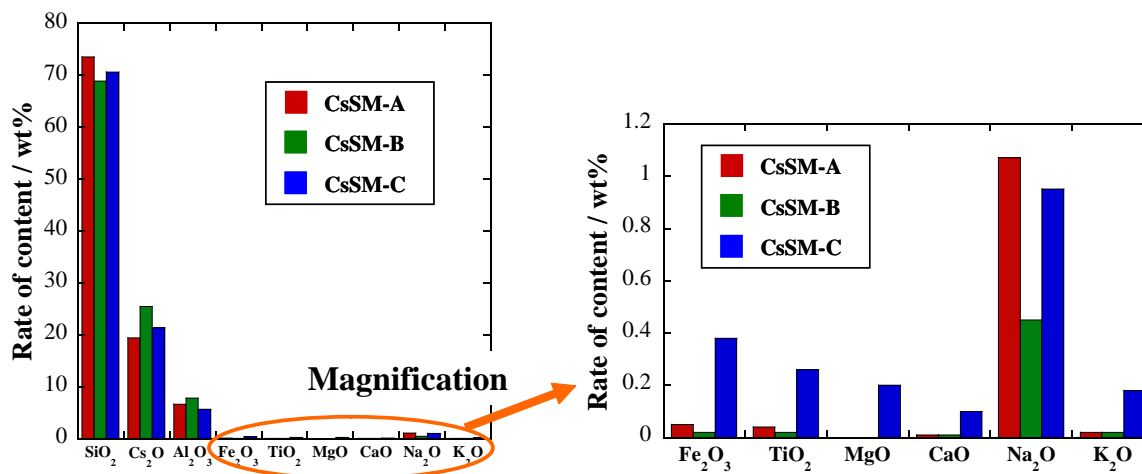 Rate of content / wt%
80
70
60
50
40
30
20
10
0
CsSM-A
CsSM-B
CsSM-C
SiO₂ Cs₂O Al₂O₃ Fe₂O₃ TiO₂ MgO CaO Na₂O K₂O
Magnification
Rate of content / wt%
1.2
1
0.8
0.6
0.4
0.2
0
CsSM-A
CsSM-B
CsSM-C
Fe₂O₃ TiO₂ MgO CaO Na₂O K₂O